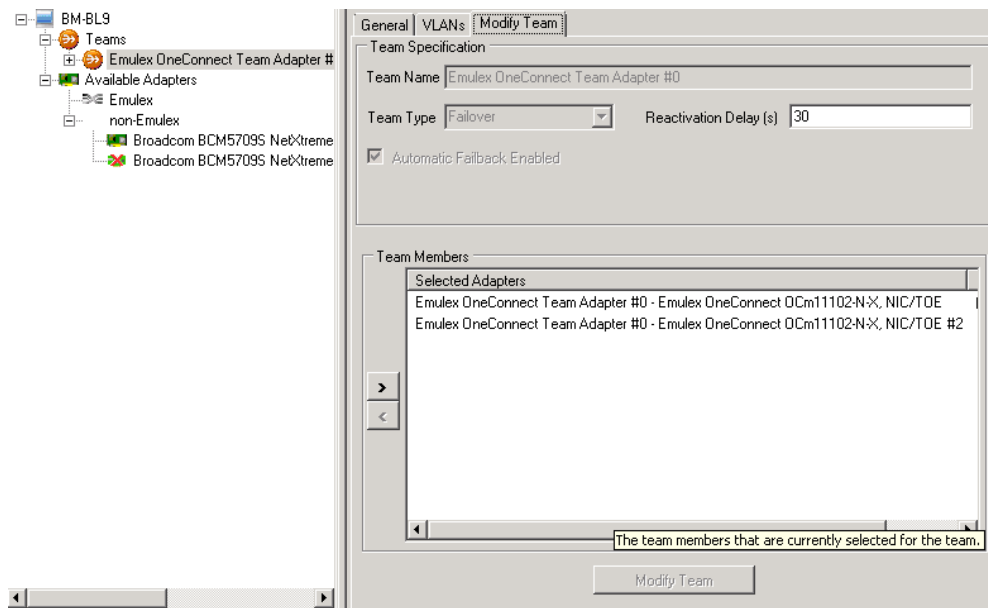 BM-BL9
Teams
Emulex OneConnect Team Adapter #
Available Adapters
Emulex
non-Emulex
Broadcom BCM5709S NetXtreme
Broadcom BCM5709S NetXtreme
General VLANs Modify Team
Team Specification
Team Name Emulex OneConnect Team Adapter #0
Team Type Failover Reactivation Delay (s) 30
Automatic Failback Enabled
Team Members
Selected Adapters
Emulex OneConnect Team Adapter #0 - Emulex OneConnect OCm11102-N-X, NIC/TOE
Emulex OneConnect Team Adapter #0 - Emulex OneConnect OCm11102-N-X, NIC/TOE #2
>
<
The team members that are currently selected for the team.
Modify Team